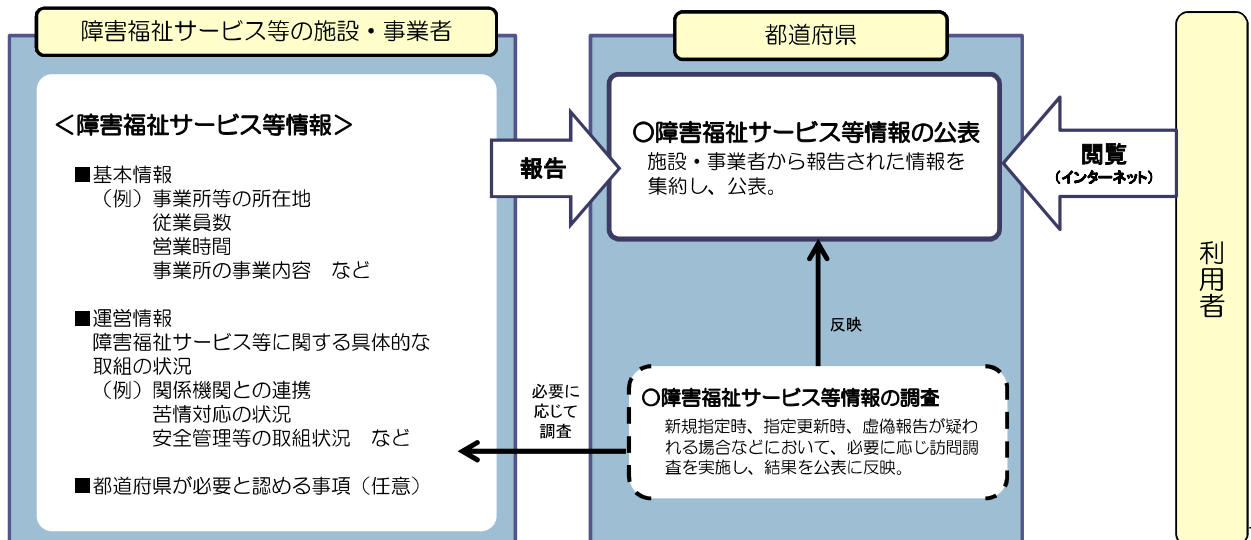 障害福祉サービス等の施設・事業者
＜障害福祉サービス等情報＞
■基本情報
（例）事業所等の所在地
従業員数
営業時間
事業所の事業内容　など
■運営情報
障害福祉サービス等に関する具体的な
取組の状況
（例）関係機関との連携
苦情対応の状況
安全管理等の取組状況　など
■都道府県が必要と認める事項（任意）
報告
必要に
応じて
調査
都道府県
〇障害福祉サービス等情報の公表
施設・事業者から報告された情報を
集約し、公表。
反映
〇障害福祉サービス等情報の調査
新規指定時、指定更新時、虚偽報告が疑わ
れる場合などにおいて、必要に応じ訪問調
査を実施し、結果を公表に反映。
閲覧
（インターネット）
利用者